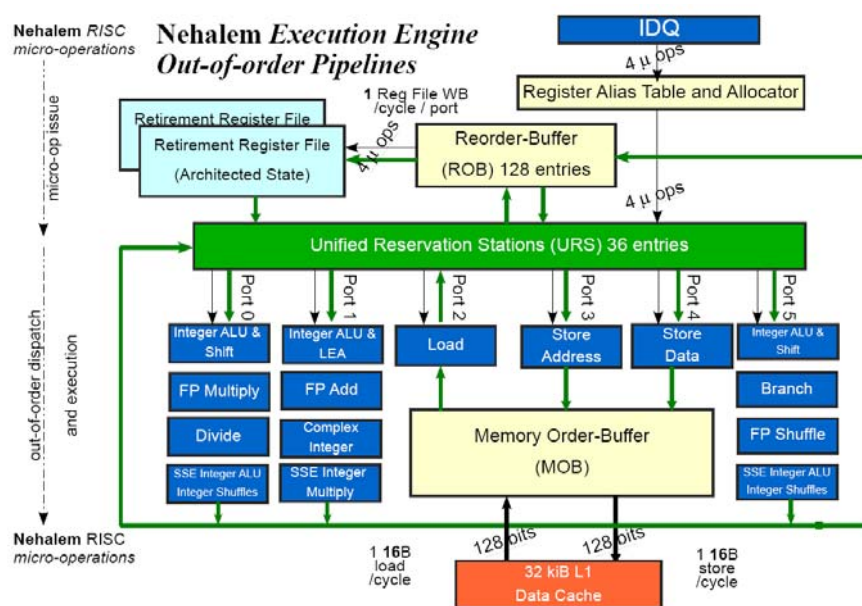 Nehalem RISC
micro-operations
Nehalem Execution Engine
Out-of-order Pipelines
IDQ
4 μ ops
Register Alias Table and Allocator
1 Reg File WB
/cycle / port
Retirement Register File
Retirement Register File
(Architected State)
4 μ ops
Reorder-Buffer
(ROB) 128 entries
4 μ ops
micro-op issue
Unified Reservation Stations (URS) 36 entries
Port 0
Port 1
Port 2
Port 3
Port 4
Port 5
Integer ALU &
Shift
Integer ALU &
LEA
Load
Store
Address
Store
Data
Integer ALU &
Shift
FP Multiply
FP Add
Branch
Divide
Complex
Integer
Memory Order-Buffer
(MOB)
FP Shuffle
SSE Integer ALU
Integer Shuffles
SSE Integer
Multiply
SSE Integer ALU
Integer Shuffles
out-of-order dispatch
and execution
Nehalem RISC
micro-operations
128 bits
128 bits
1 16B
load
/cycle
32 kiB L1
Data Cache
1 16B
store
/cycle